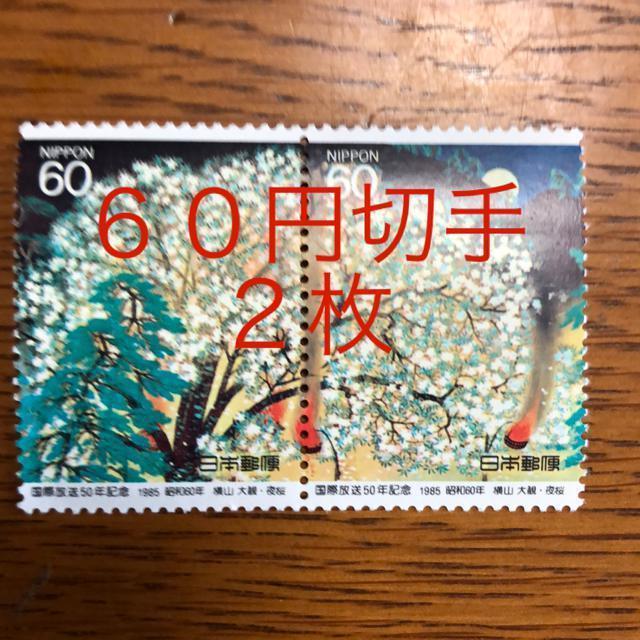 NIPPON
60
NIPPON
60
６０円切手
２枚
日本郵便
日本郵便
国際放送50年記念 1985 昭和60年 横山 大観・夜桜
国際放送50年記念 1985 昭和60年 横山 大観・夜桜